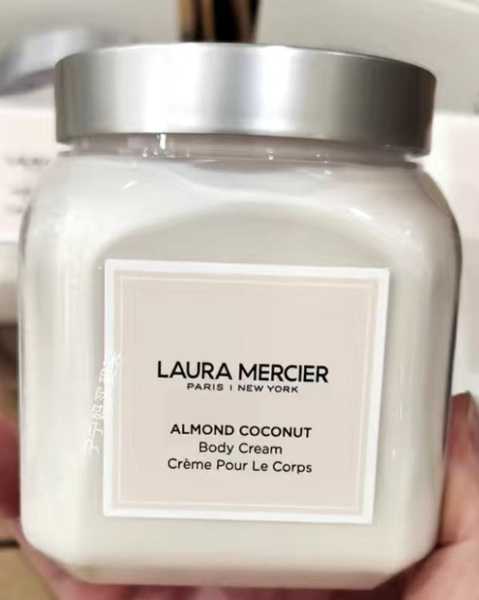 LAURA MERCIER
PARIS | NEW YORK
ALMOND COCONUT
Body Cream
Crème Pour Le Corps